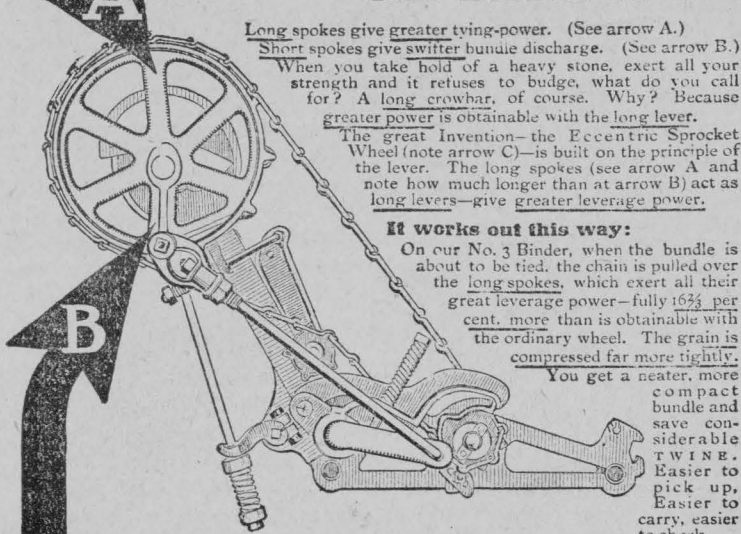 A
Long spokes give greater tying-power. (See arrow A.)
Short spokes give swifter bundle discharge. (See arrow B.)
When you take hold of a heavy stone, exert all your
strength and it refuses to budge, what do you call
for? A long crowbar, of course. Why? Because
greater power is obtainable with the long lever.
The great Invention—the Eccentric Sprocket
Wheel (note arrow C)—is built on the principle of
the lever. The long spokes (see arrow A and
note how much longer than at arrow B) act as
long levers—give greater leverage power.
It works out this way:
On our No. 3 Binder, when the bundle is
about to be tied, the chain is pulled over
the long spokes, which exert all their
great leverage power—fully 16⅔ per
cent. more than is obtainable with
the ordinary wheel. The grain is
compressed far more tightly.
You get a neater, more
compact
bundle and
save con-
siderable
TWINE.
Easier to
pick up,
Easier to
carry, easier
B